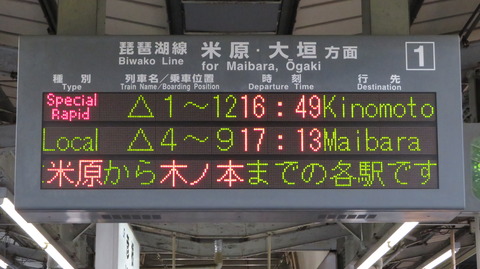 琵琶湖線 米原・大垣 方面 1
Biwako Line for Maibara, Ōgaki
種別 列車名/乗車位置 時刻 行先
Train Name/Boarding Position Departure Time Destination
Special Rapid △1～12 16:49 Kinomoto
Local △4～9 17:13 Maibara
米原から木ノ本までの各駅です